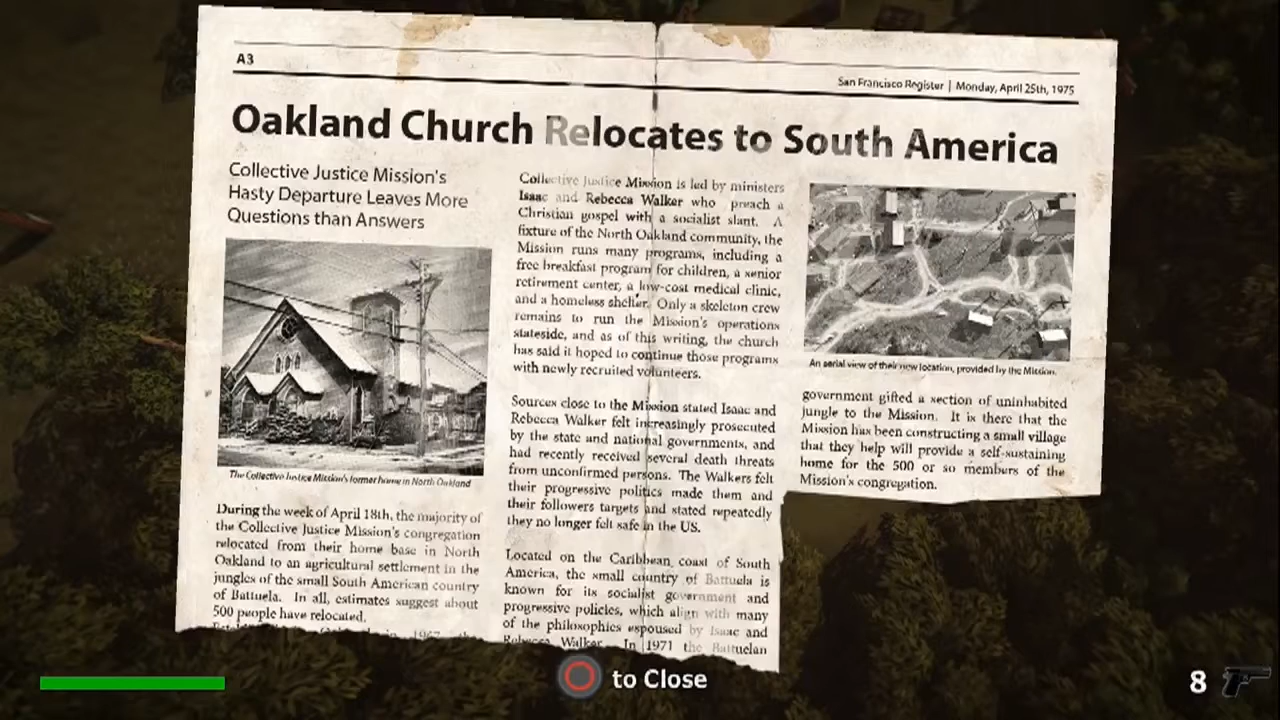 A3
San Francisco Register | Monday, April 25th, 1975
Oakland Church Relocates to South America
Collective Justice Mission's
Hasty Departure Leaves More
Questions than Answers
The Collective Justice Mission's former home in North Oakland
During the week of April 18th, the majority of
the Collective Justice Mission's congregation
relocated from their home base in North
Oakland to an agricultural settlement in the
jungles of the small South American country
of Battuela. In all, estimates suggest about
500 people have relocated.
in 1967 the
Collective Justice Mission is led by ministers
Isaac and Rebecca Walker who preach a
Christian gospel with a socialist slant. A
fixture of the North Oakland community, the
Mission runs many programs, including a
free breakfast program for children, a senior
retirement center, a low-cost medical clinic,
and a homeless shelter. Only a skeleton crew
remains to run the Mission's operations
stateside, and as of this writing, the church
has said it hoped to continue those programs
with newly recruited volunteers.
Sources close to the Mission stated Isaac and
Rebecca Walker felt increasingly prosecuted
by the state and national governments, and
had recently received several death threats
from unconfirmed persons. The Walkers felt
their progressive politics made them and
their followers targets and stated repeatedly
they no longer felt safe in the US.
Located on the Caribbean coast of South
America, the small country of Battuela is
known for its socialist government and
progressive policies, which align with many
of the philosophies espoused by Isaac and
Rebecca Walker. In 1971 the Battuelan
An aerial view of their new location, provided by the Mission.
government gifted a section of uninhabited
jungle to the Mission. It is there that the
Mission has been constructing a small village
that they help will provide a self-sustaining
home for the 500 or so members of the
Mission's congregation.
to Close
8